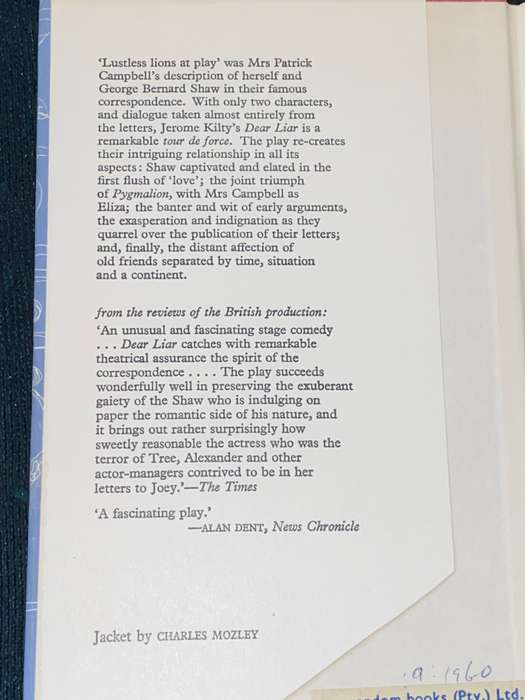 'Lustless lions at play' was Mrs Patrick
Campbell's description of herself and
George Bernard Shaw in their famous
correspondence. With only two characters,
and dialogue taken almost entirely from
the letters, Jerome Kilty's Dear Liar is a
remarkable tour de force. The play re-creates
their intriguing relationship in all its
aspects: Shaw captivated and elated in the
first flush of 'love'; the joint triumph
of Pygmalion, with Mrs Campbell as
Eliza; the banter and wit of early arguments,
the exasperation and indignation as they
quarrel over the publication of their letters;
and, finally, the distant affection of
old friends separated by time, situation
and a continent.
from the reviews of the British production:
'An unusual and fascinating stage comedy
. . . Dear Liar catches with remarkable
theatrical assurance the spirit of the
correspondence . . . . The play succeeds
wonderfully well in preserving the exuberant
gaiety of the Shaw who is indulging on
paper the romantic side of his nature, and
it brings out rather surprisingly how
sweetly reasonable the actress who was the
terror of Tree, Alexander and other
actor-managers contrived to be in her
letters to Joey.'—The Times
'A fascinating play.'
—ALAN DENT, News Chronicle
Jacket by CHARLES MOZLEY
9 : 1960
books (Pty.) Ltd.